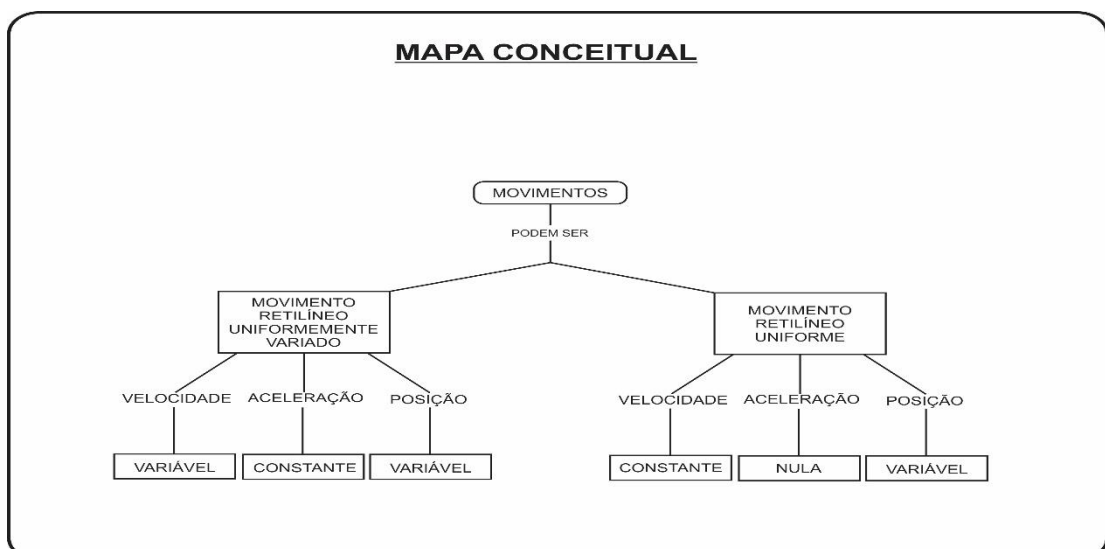 MAPA CONCEITUAL
MOVIMENTOS
PODEM SER
MOVIMENTO
RETILÍNEO
UNIFORMEMENTE
VARIADO
MOVIMENTO
RETILÍNEO
UNIFORME
VELOCIDADE ACELERAÇÃO POSIÇÃO
VELOCIDADE ACELERAÇÃO POSIÇÃO
VARIÁVEL CONSTANTE VARIÁVEL
CONSTANTE NULA VARIÁVEL